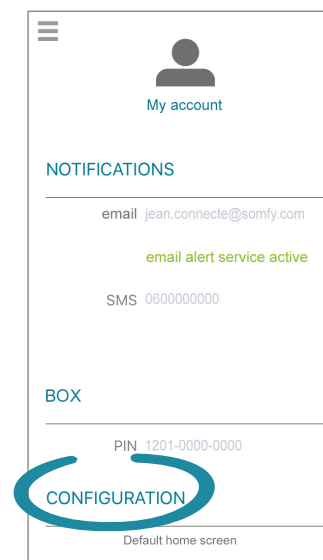 My account
NOTIFICATIONS
email jean.connecte@somfy.com
email alert service active
SMS 0600000000
BOX
PIN 1201-0000-0000
CONFIGURATION
Default home screen